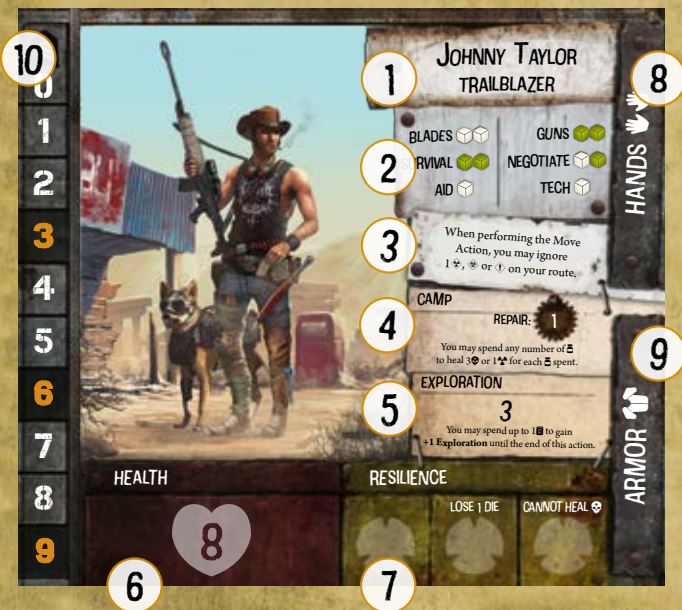 10
0
1
2
3
4
5
6
7
8
9
1
JOHNNY TAYLOR
TRAILBLAZER
2
BLADES
GUNS
RVIVAL
NEGOTIATE
AID
TECH
3
When performing the Move
Action, you may ignore
1 , or on your route.
4
CAMP
REPAIR: 1
You may spend any number of
to heal 3 or 1 for each spent.
5
EXPLORATION
3
You may spend up to 1 to gain
+1 Exploration until the end of this action.
8
HANDS
9
ARMOR
HEALTH
8
6
RESILIENCE
LOSE 1 DIE
CANNOT HEAL
7